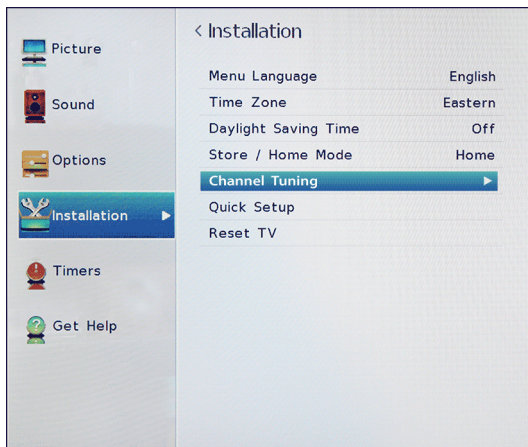 Picture
Sound
Options
Installation
Timers
Get Help
< Installation
Menu Language English
Time Zone Eastern
Daylight Saving Time Off
Store / Home Mode Home
Channel Tuning
Quick Setup
Reset TV